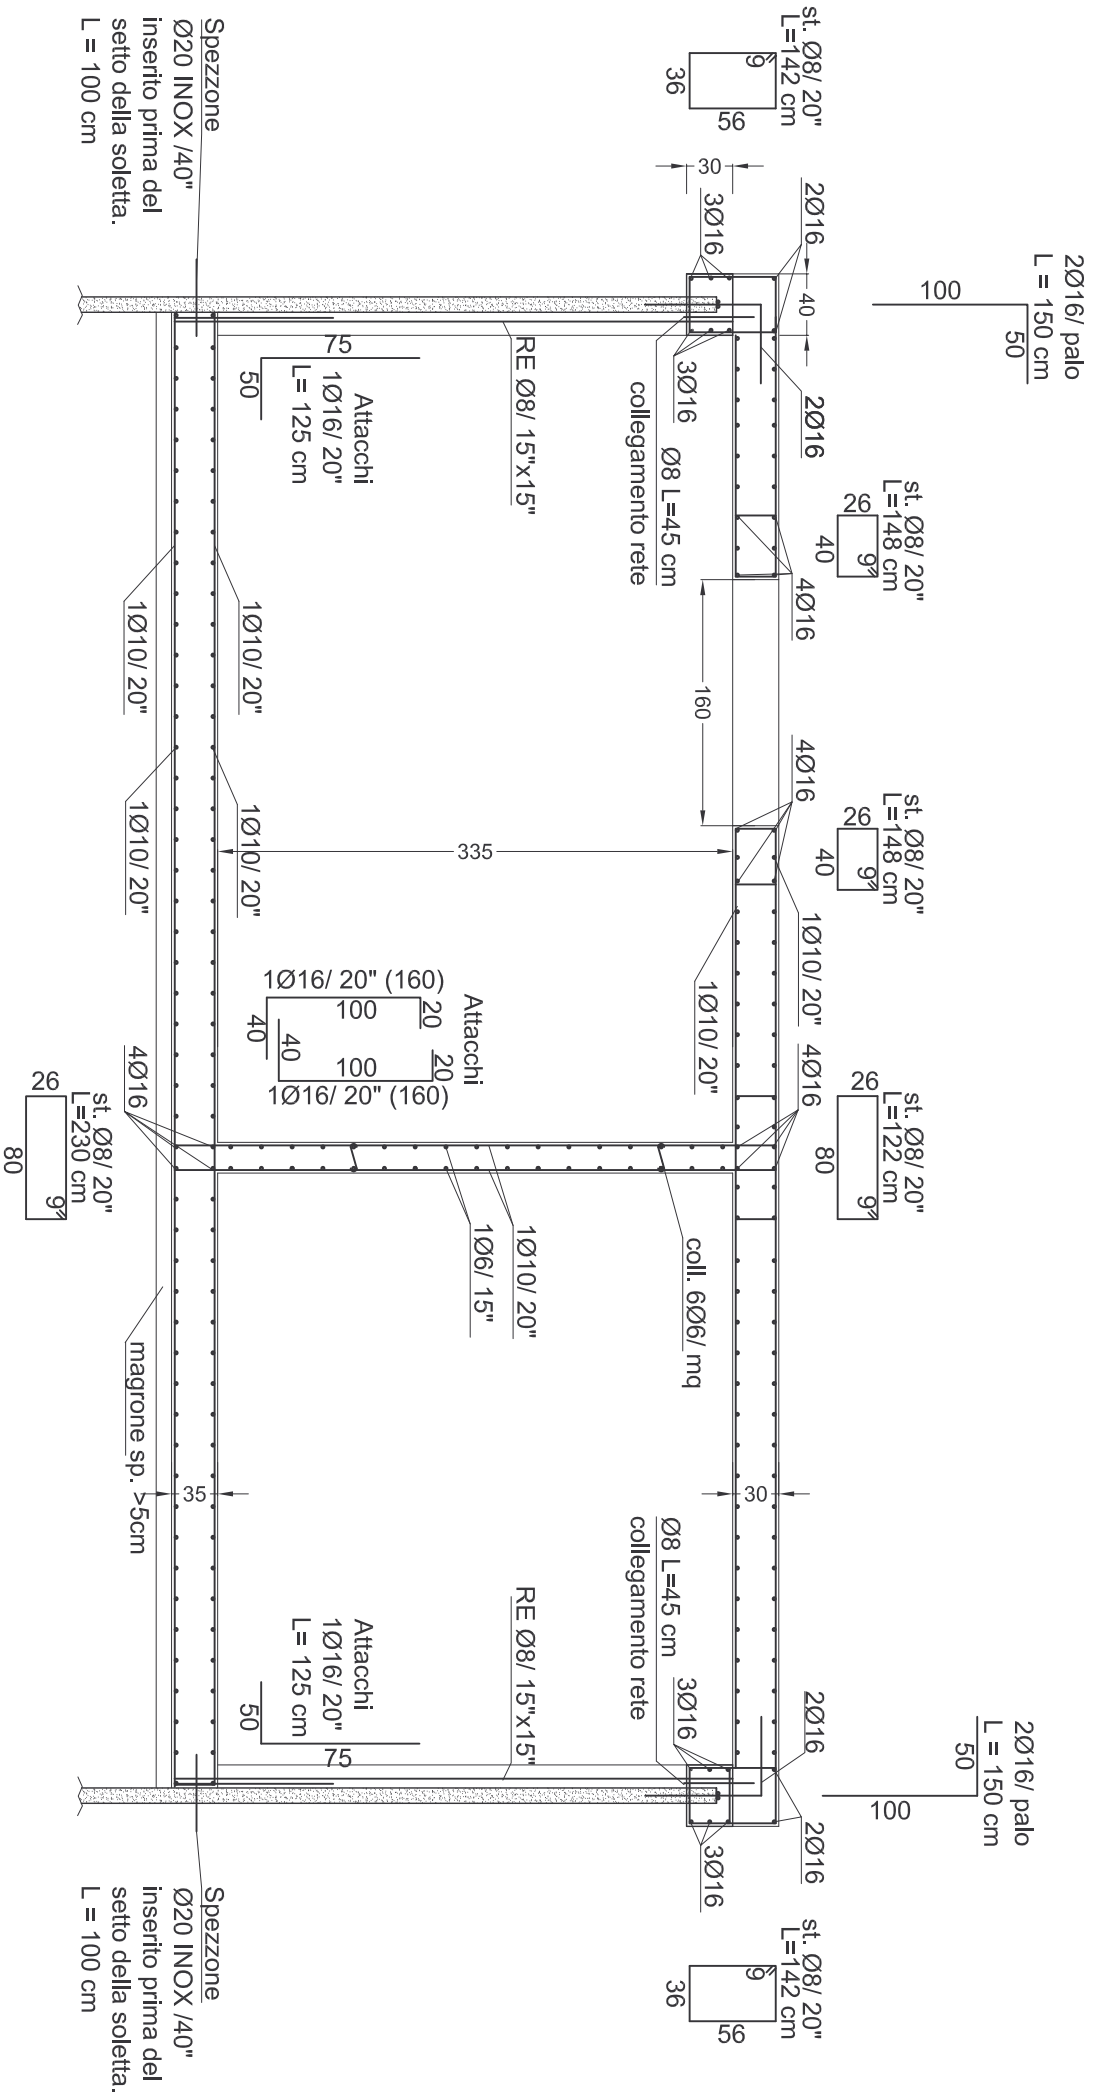 2Ø16/ palo
L = 150 cm
50
100
2Ø16/ palo
L = 150 cm
50
100
st. Ø8/ 20"
L=142 cm
9
36
56
2Ø16
40
30
3Ø16
2Ø16
3Ø16
Ø8 L=45 cm
collegamento rete
st. Ø8/ 20"
L=148 cm
26
9
40
4Ø16
160
4Ø16
st. Ø8/ 20"
L=148 cm
26
9
40
1Ø10/ 20"
1Ø10/ 20"
4Ø16
st. Ø8/ 20"
L=122 cm
26
9
80
30
2Ø16
2Ø16
3Ø16
3Ø16
Ø8 L=45 cm
collegamento rete
st. Ø8/ 20"
L=142 cm
9
36
56
RE Ø8/ 15"x15"
75
50
Attacchi
1Ø16/ 20"
L= 125 cm
335
Attacchi
1Ø16/ 20" (160)
100
20
40
40
100
20
1Ø16/ 20" (160)
coll. 6Ø6/ mq
1Ø10/ 20"
1Ø6/ 15"
RE Ø8/ 15"x15"
Attacchi
1Ø16/ 20"
L= 125 cm
50
75
Spezzone
Ø20 INOX /40"
inserito prima del
setto della soletta.
L = 100 cm
1Ø10/ 20"
1Ø10/ 20"
1Ø10/ 20"
1Ø10/ 20"
4Ø16
st. Ø8/ 20"
L=230 cm
26
9
80
magrone sp. >5cm
35
Spezzone
Ø20 INOX /40"
inserito prima del
setto della soletta.
L = 100 cm